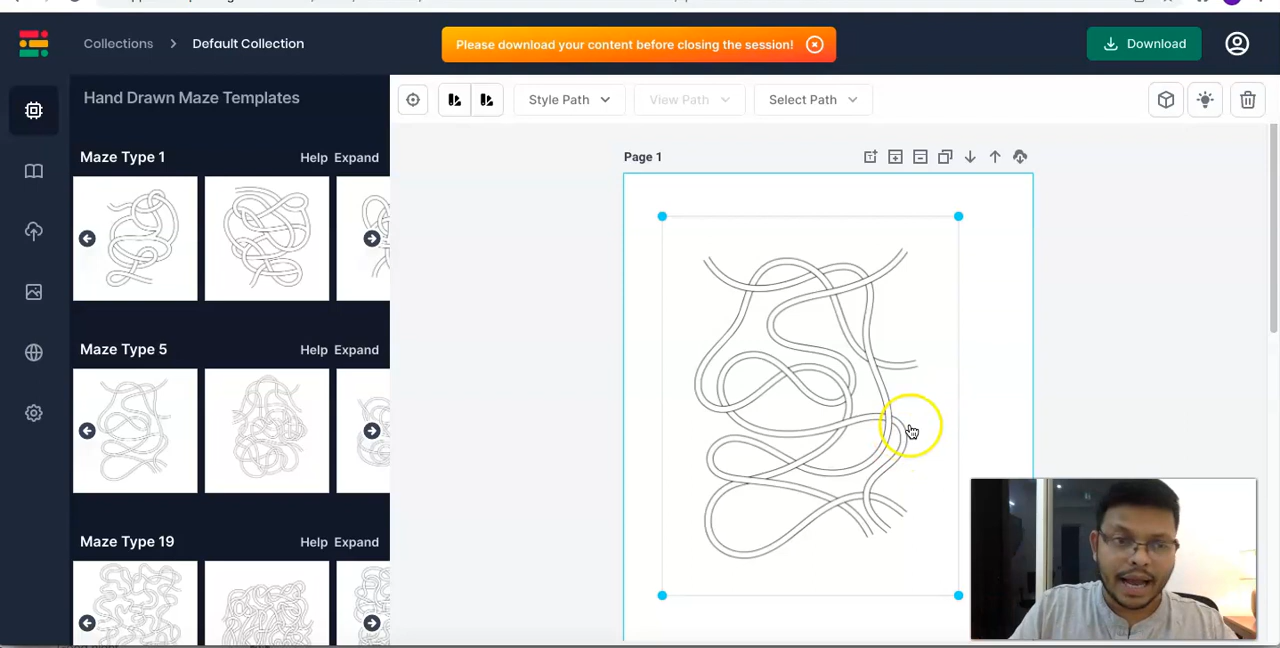 Collections
Default Collection
Please download your content before closing the session!
Download
Hand Drawn Maze Templates
Style Path
View Path
Select Path
Maze Type 1
Help Expand
Page 1
Maze Type 5
Help Expand
Maze Type 19
Help Expand